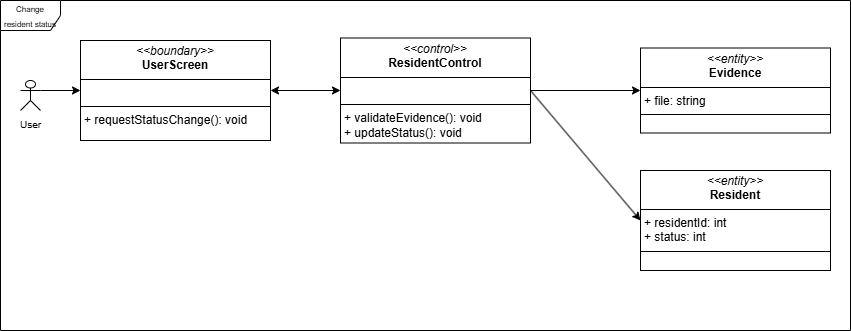 Change
resident status
<<boundary>>
UserScreen
+ requestStatusChange(): void
User
<<control>>
ResidentControl
+ validateEvidence(): void
+ updateStatus(): void
<<entity>>
Evidence
+ file: string
<<entity>>
Resident
+ residentId: int
+ status: int